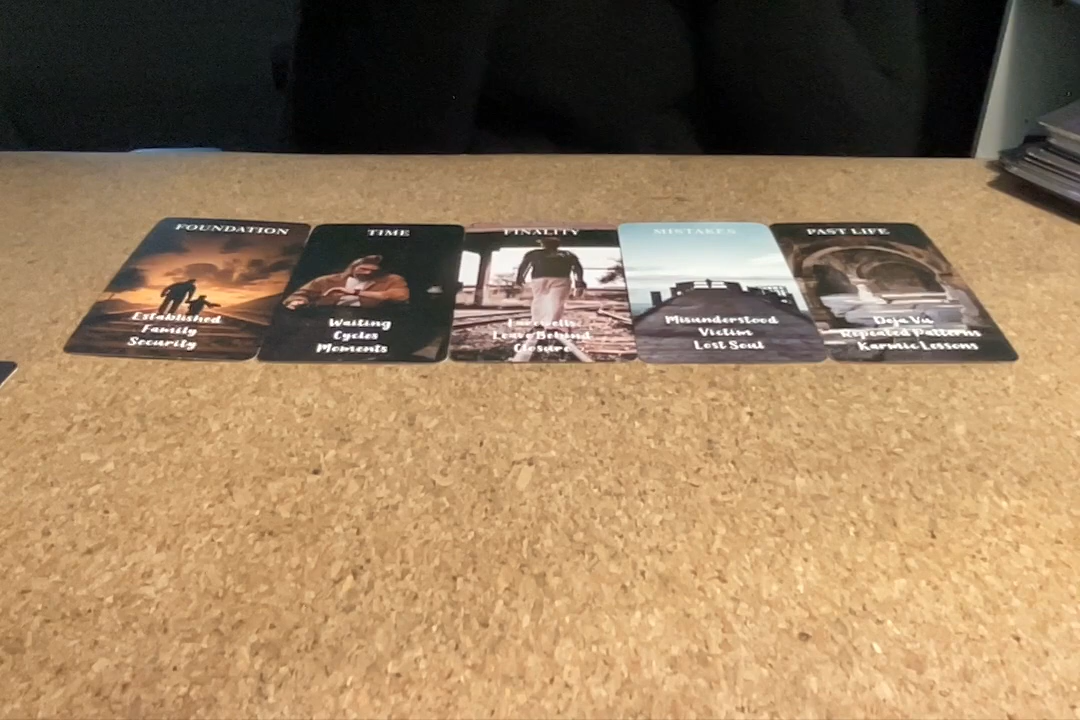 FOUNDATION
Established
Family
Security
TIME
Waiting
Cycles
Moments
FINALITY
Farewells
Leave Behind
Closure
MISTAKES
Misunderstood
Victim
Lost Soul
PAST LIFE
Deja Vu
Repeated Patterns
Karmic Lessons